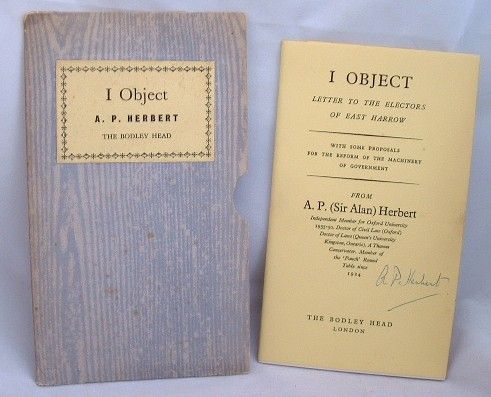 I Object
A. P. HERBERT
THE BODLEY HEAD
I OBJECT
LETTER TO THE ELECTORS
OF EAST HARROW
WITH SOME PROPOSALS
FOR THE REFORM OF THE MACHINERY
OF GOVERNMENT
FROM
A. P. (Sir Alan) Herbert
Independent Member for Oxford University
1935-50. Doctor of Civil Law (Oxford)
Doctor of Laws (Queen's University
Kingston, Ontario). A Thames
Conservator. Member of
the 'Punch' Round
Table since
1924
A. P. Herbert.
THE BODLEY HEAD
LONDON